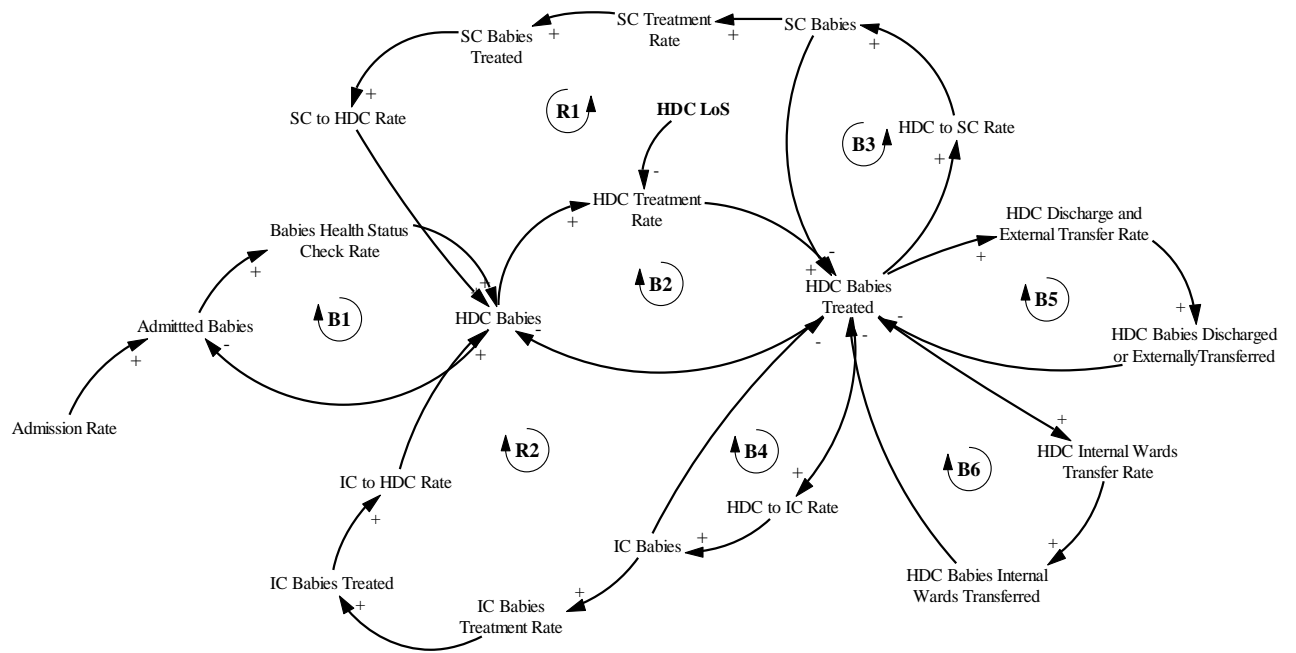 SC Treatment
Rate
SC Babies
SC Babies
Treated
+
+
+
+
SC to HDC Rate
R1
HDC LoS
B3
HDC to SC Rate
+
-
HDC Treatment
Rate
+
Babies Health Status
Check Rate
+
HDC Discharge and
External Transfer Rate
+
-
+
+
B1
B2
HDC Babies
Treated
B5
+
Admittted Babies
+
-
HDC Babies
-
+
-
-
-
HDC Babies Discharged
or ExternallyTransferred
Admission Rate
R2
B4
B6
+
HDC Internal Wards
Transfer Rate
IC to HDC Rate
+
+
HDC to IC Rate
+
IC Babies
+
IC Babies Treated
+
+
IC Babies
Treatment Rate
HDC Babies Internal
Wards Transferred